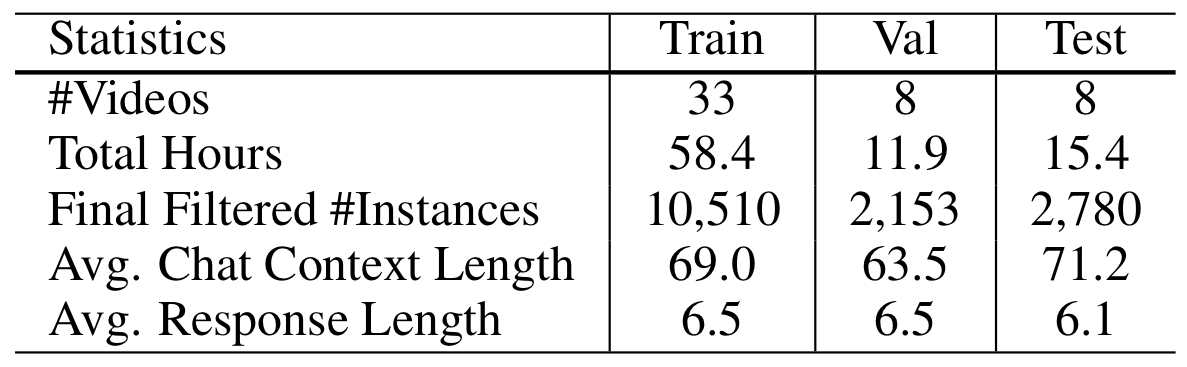 Statistics Train Val Test
#Videos 33 8 8
Total Hours 58.4 11.9 15.4
Final Filtered #Instances 10,510 2,153 2,780
Avg. Chat Context Length 69.0 63.5 71.2
Avg. Response Length 6.5 6.5 6.1